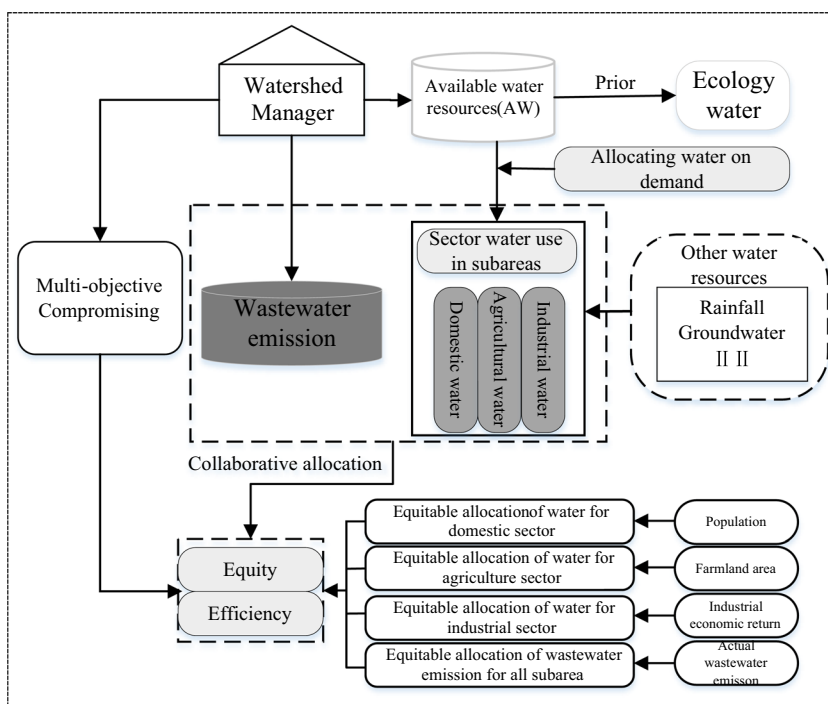 Watershed
Manager
Available water
resources(AW)
Prior
Ecology
water
Allocating water on
demand
Multi-objective
Compromising
Wastewater
emission
Sector water use
in subareas
Domestic water
Agricultural water
Industrial water
Other water
resources
Rainfall
Groundwater
ⅡⅡ
Collaborative allocation
Equity
Efficiency
Equitable allocationof water for
domestic sector
Population
Equitable allocation of water for
agriculture sector
Farmland area
Equitable allocation of water for
industrial sector
Industrial
economic return
Equitable allocation of wastewater
emission for all subarea
Actual
wastewater
emisson